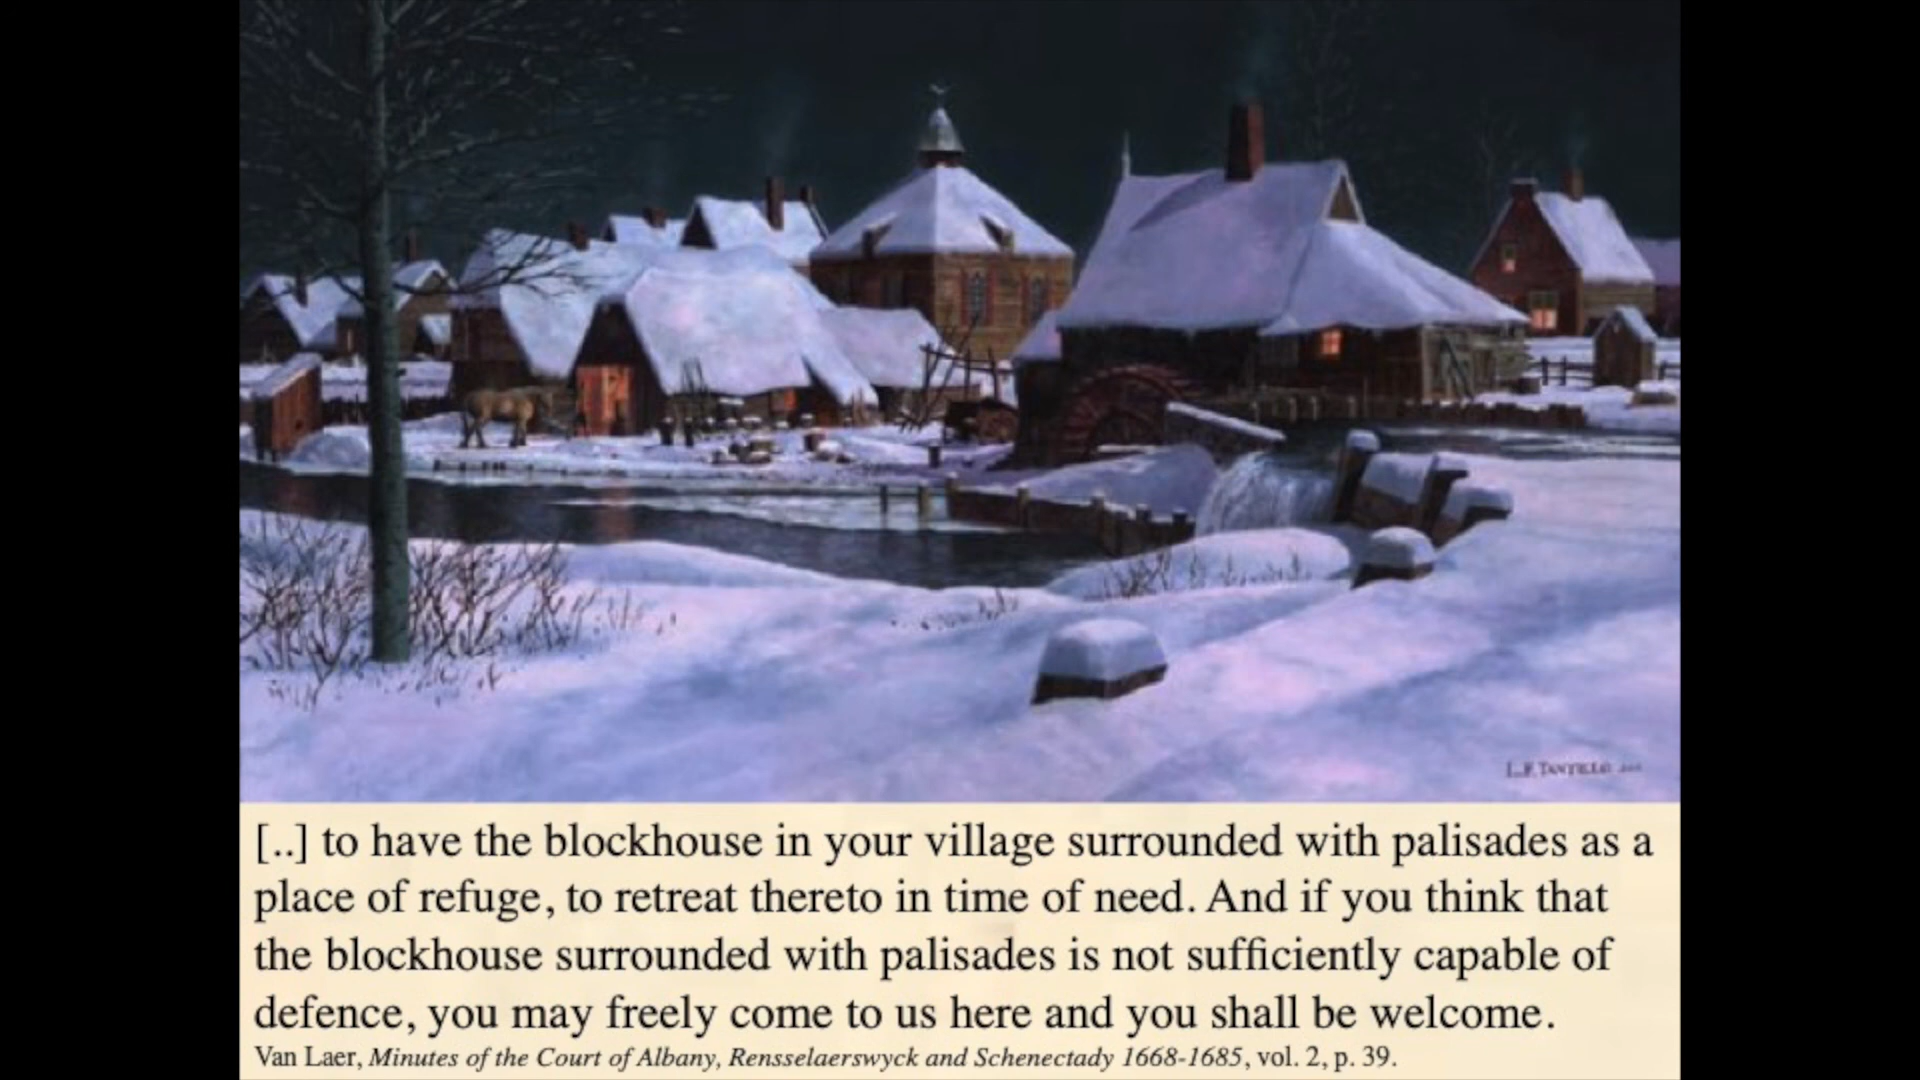 L.F. TANTILLO
[..] to have the blockhouse in your village surrounded with palisades as a
place of refuge, to retreat thereto in time of need. And if you think that
the blockhouse surrounded with palisades is not sufficiently capable of
defence, you may freely come to us here and you shall be welcome.
Van Laer, Minutes of the Court of Albany, Rensselaerswyck and Schenectady 1668-1685, vol. 2, p. 39.